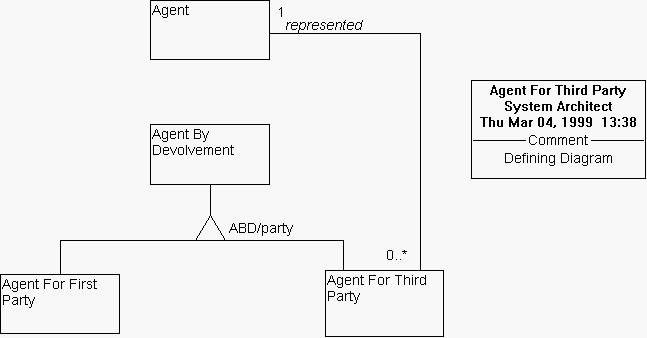 Agent
1
represented
Agent For Third Party
System Architect
Thu Mar 04, 1999  13:38
Comment
Defining Diagram
Agent By
Devolvement
ABD/party
0..*
Agent For First
Party
Agent For Third
Party